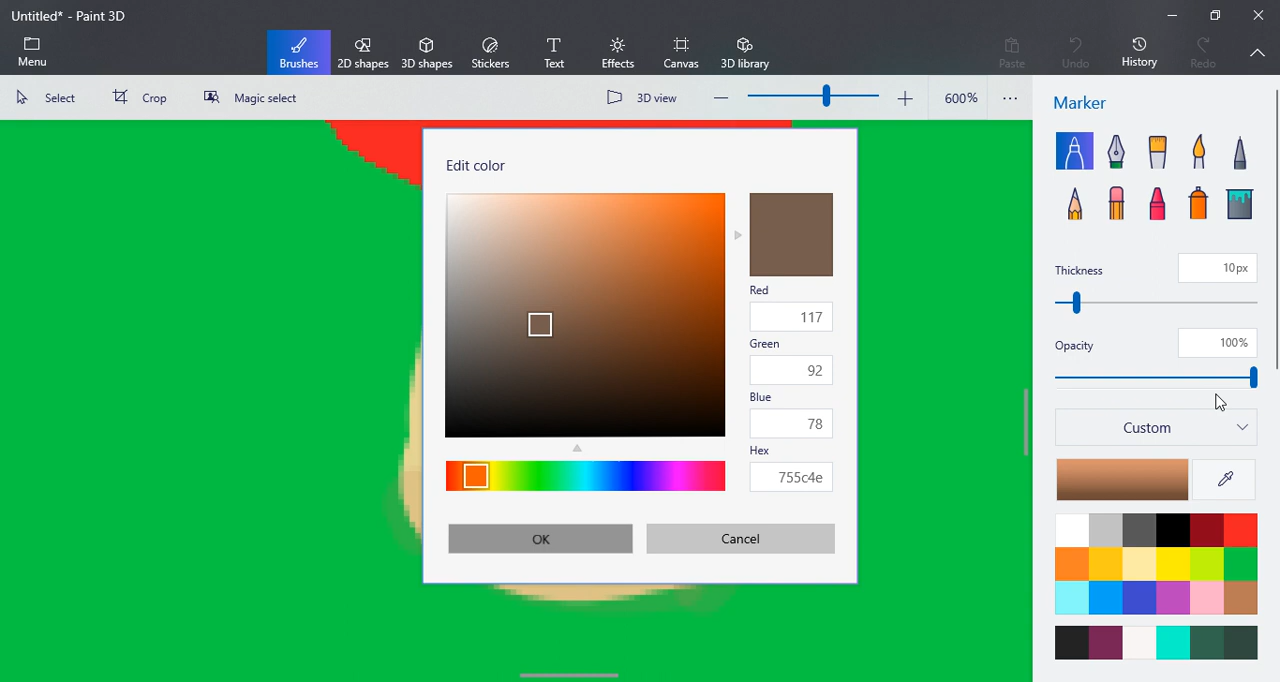 Untitled* - Paint 3D
Menu
Brushes 2D shapes 3D shapes Stickers Text Effects Canvas 3D library Paste Undo History Redo
Select Crop Magic select 3D view 600%
Marker
Thickness 10px
Opacity 100%
Custom
Edit color
Red
117
Green
92
Blue
78
Hex
755c4e
OK Cancel